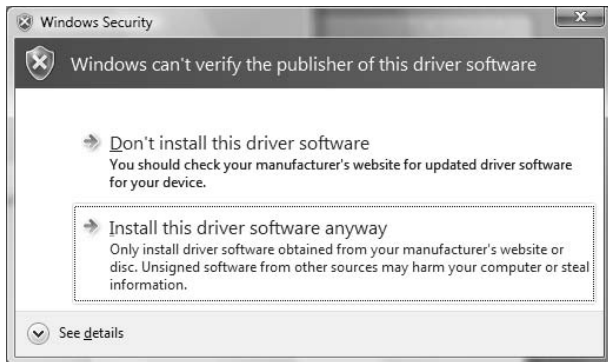 Windows Security
Windows can't verify the publisher of this driver software
Don't install this driver software
You should check your manufacturer's website for updated driver software
for your device.
Install this driver software anyway
Only install driver software obtained from your manufacturer's website or
disc. Unsigned software from other sources may harm your computer or steal
information.
See details